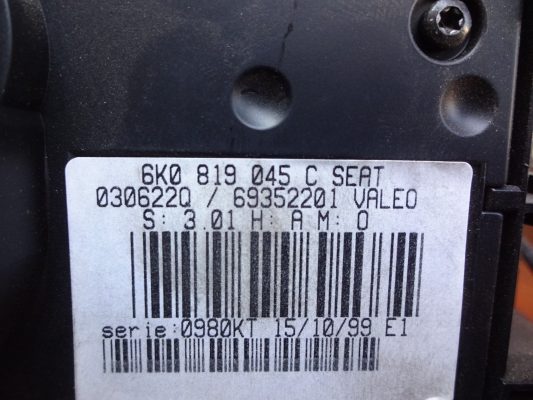 6K0 819 045 C SEAT
030622Q / 69352201 VALEO
S: 3.01 H: A M: 0
serie:0980KT 15/10/99 E1